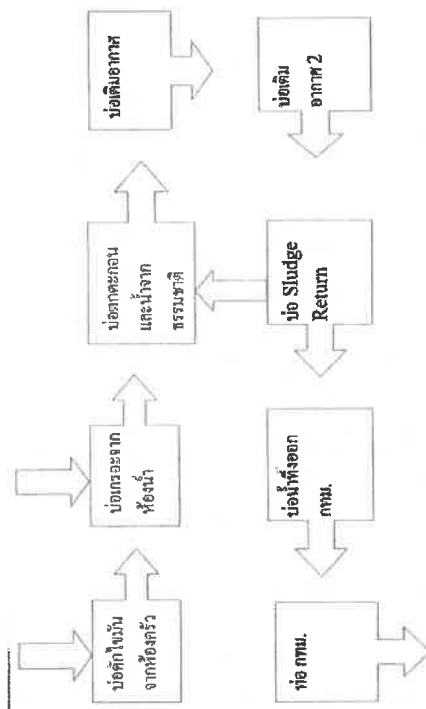 บ่อดักไขมัน
จากห้องครัว
บ่อเกรอะจาก
ห้องน้ำ
บ่อตกตะกอน
และน้ำจาก
ธรรมชาติ
บ่อเติมอากาศ
บ่อเติม
อากาศ 2
บ่อ Sludge
Return
บ่อน้ำทิ้งออก
กทม.
ท่อ กทม.